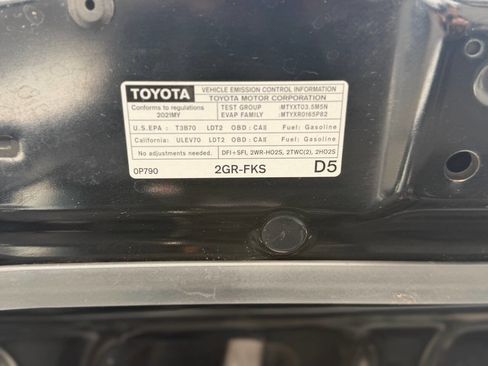 TOYOTA
VEHICLE EMISSION CONTROL INFORMATION
TOYOTA MOTOR CORPORATION
Conforms to regulations
2021MY
TEST GROUP :MTYXT03.5M5N
EVAP FAMILY :MTYXR0165P82
U.S.EPA : T3B70 LDT2 OBD : CAII Fuel: Gasoline
California: ULEV70 LDT2 OBD : CAII Fuel: Gasoline
No adjustments needed. DFI+SFI, 2WR-HO2S, 2TWC(2), 2HO2S
0P790 2GR-FKS D5